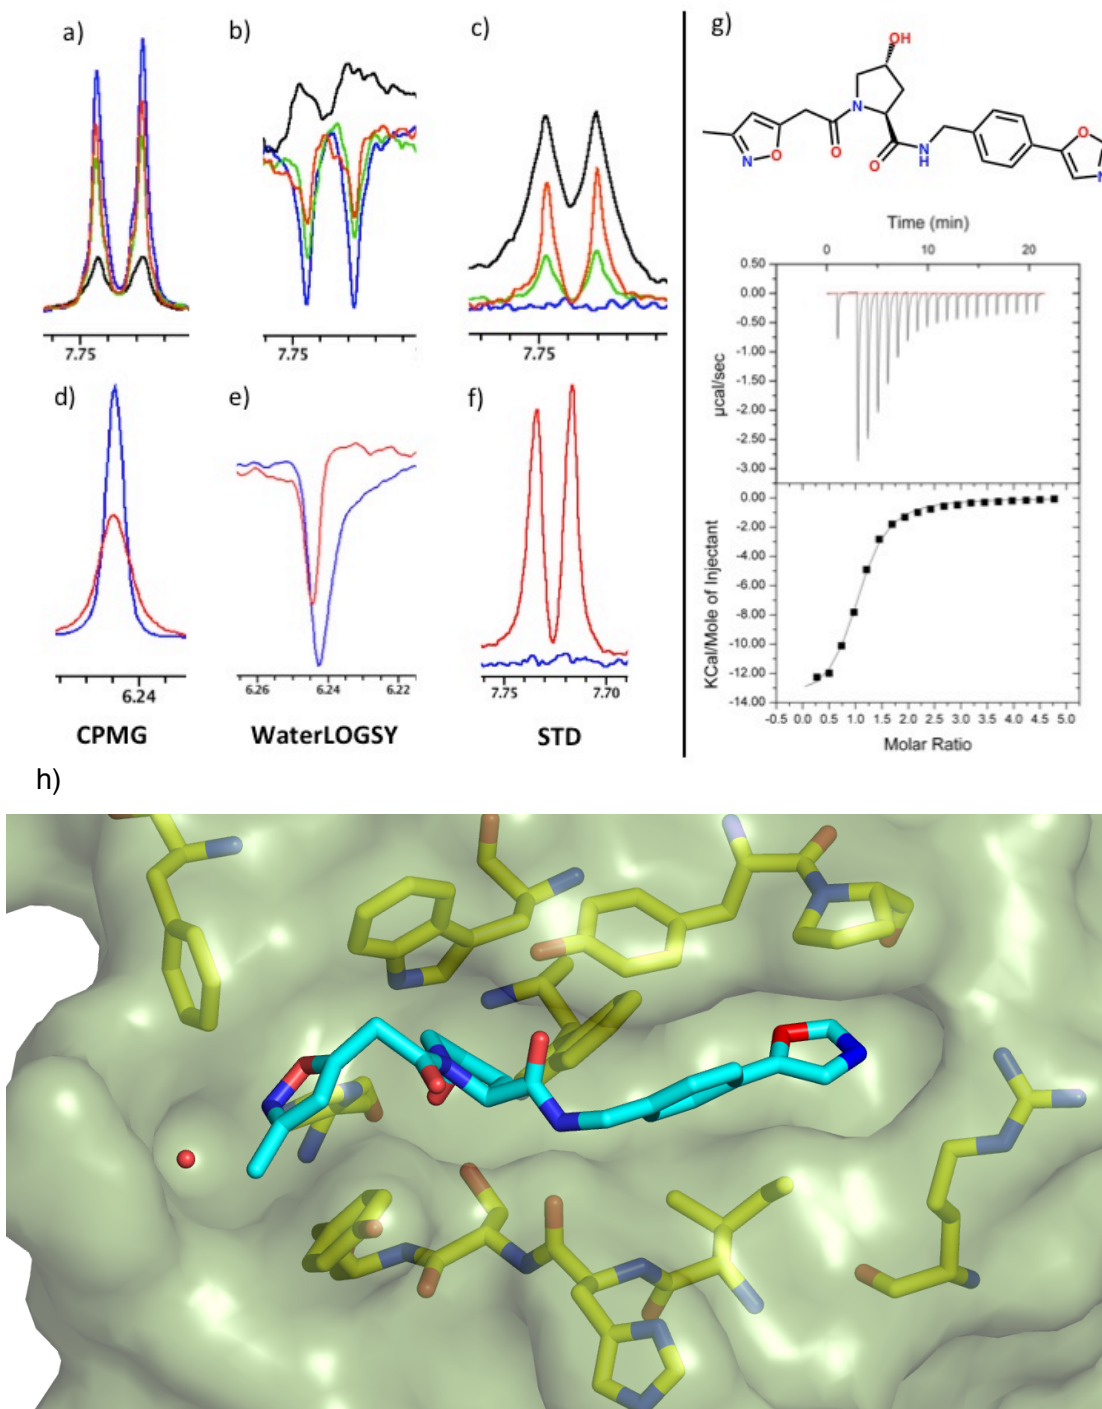 a)
b)
c)
7.75
7.75
7.75
d)
e)
f)
6.24
6.26
6.24
6.22
7.75
7.70
CPMG
WaterLOGSY
STD
g)
OH
N
O
O
N
H
N
O
O
N
Time (min)
0
10
20
0.50
0.00
-0.50
-1.00
-1.50
-2.00
-2.50
-3.00
µcal/sec
0.00
-2.00
-4.00
-6.00
-8.00
-10.00
-12.00
-14.00
KCal/Mole of Injectant
-0.5 0.0 0.5 1.0 1.5 2.0 2.5 3.0 3.5 4.0 4.5 5.0
Molar Ratio
h)